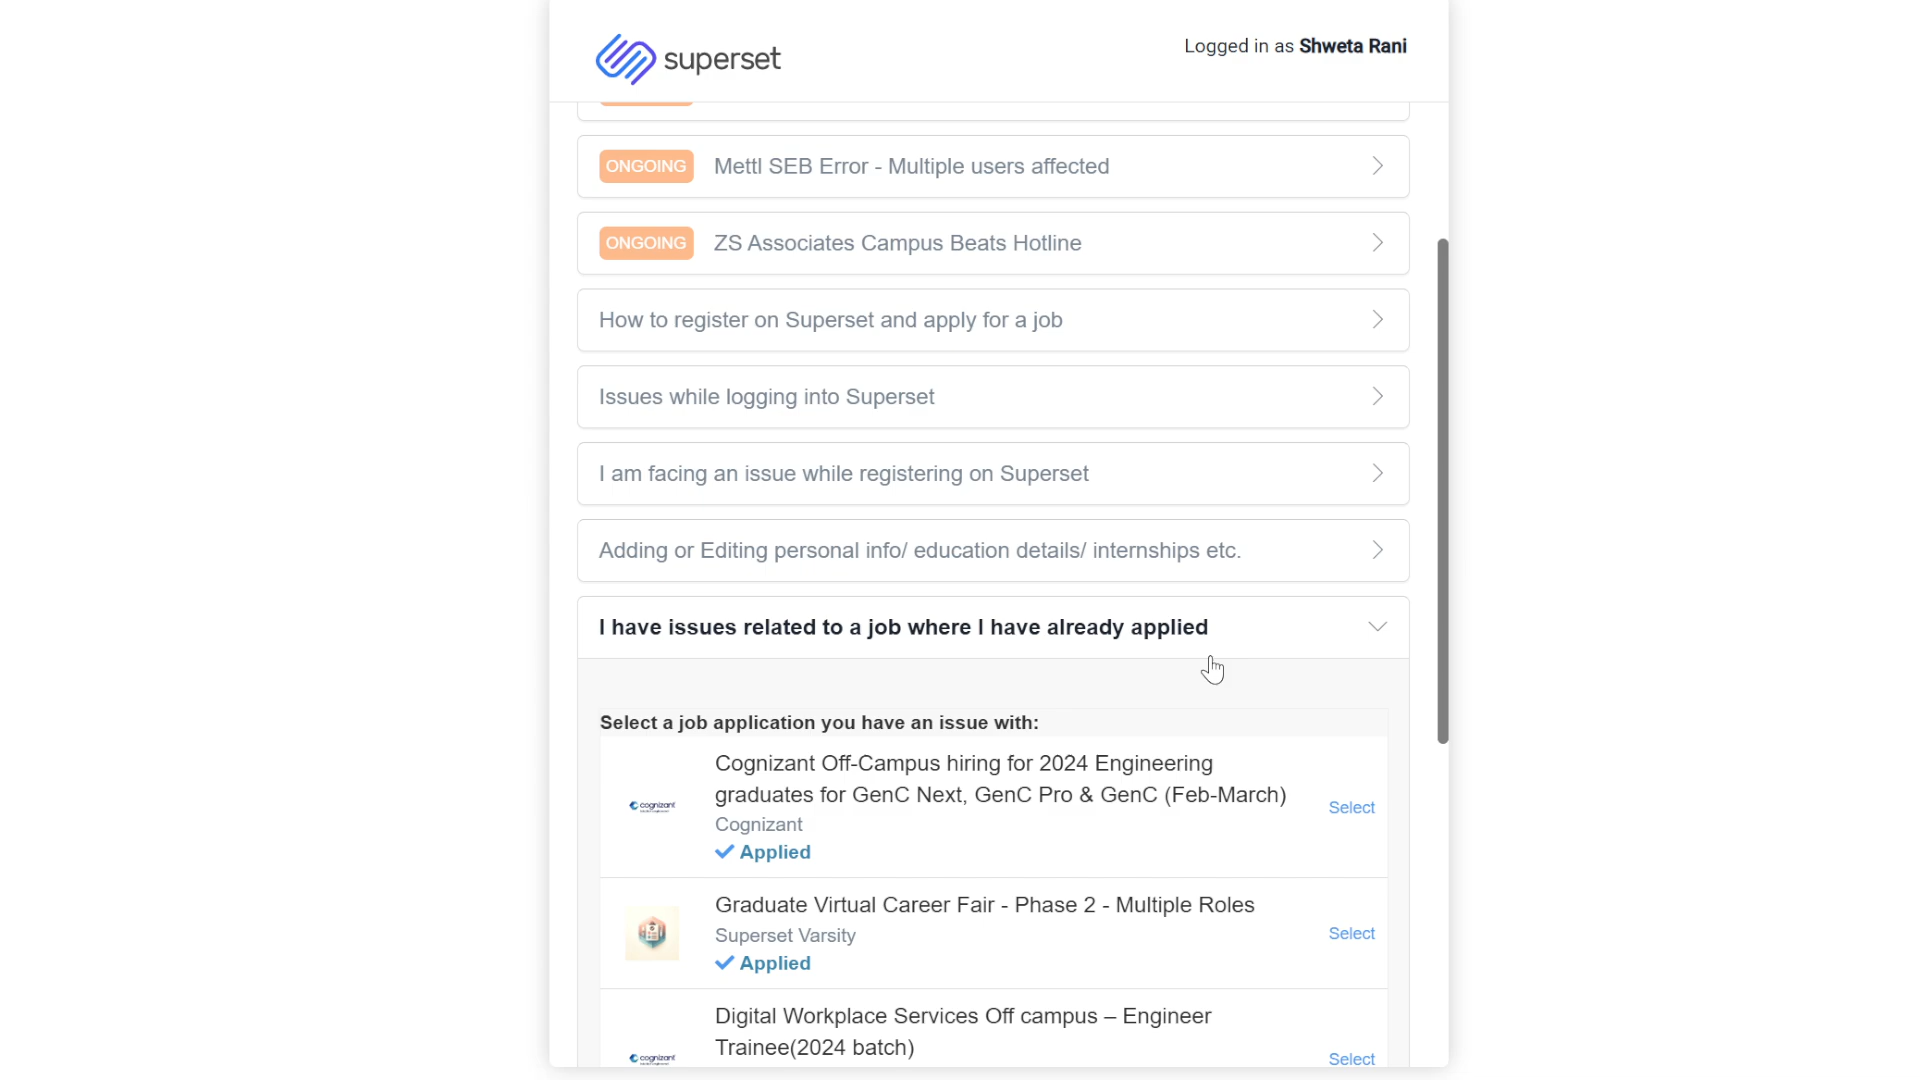 superset
Logged in as Shweta Rani
ONGOING Mettl SEB Error - Multiple users affected
ONGOING ZS Associates Campus Beats Hotline
How to register on Superset and apply for a job
Issues while logging into Superset
I am facing an issue while registering on Superset
Adding or Editing personal info/ education details/ internships etc.
I have issues related to a job where I have already applied
Select a job application you have an issue with:
Cognizant Off-Campus hiring for 2024 Engineering
graduates for GenC Next, GenC Pro & GenC (Feb-March)
cognizant
Select
Cognizant
Applied
Graduate Virtual Career Fair - Phase 2 - Multiple Roles
Superset Varsity
Select
Applied
Digital Workplace Services Off campus – Engineer
Trainee(2024 batch)
cognizant
Select